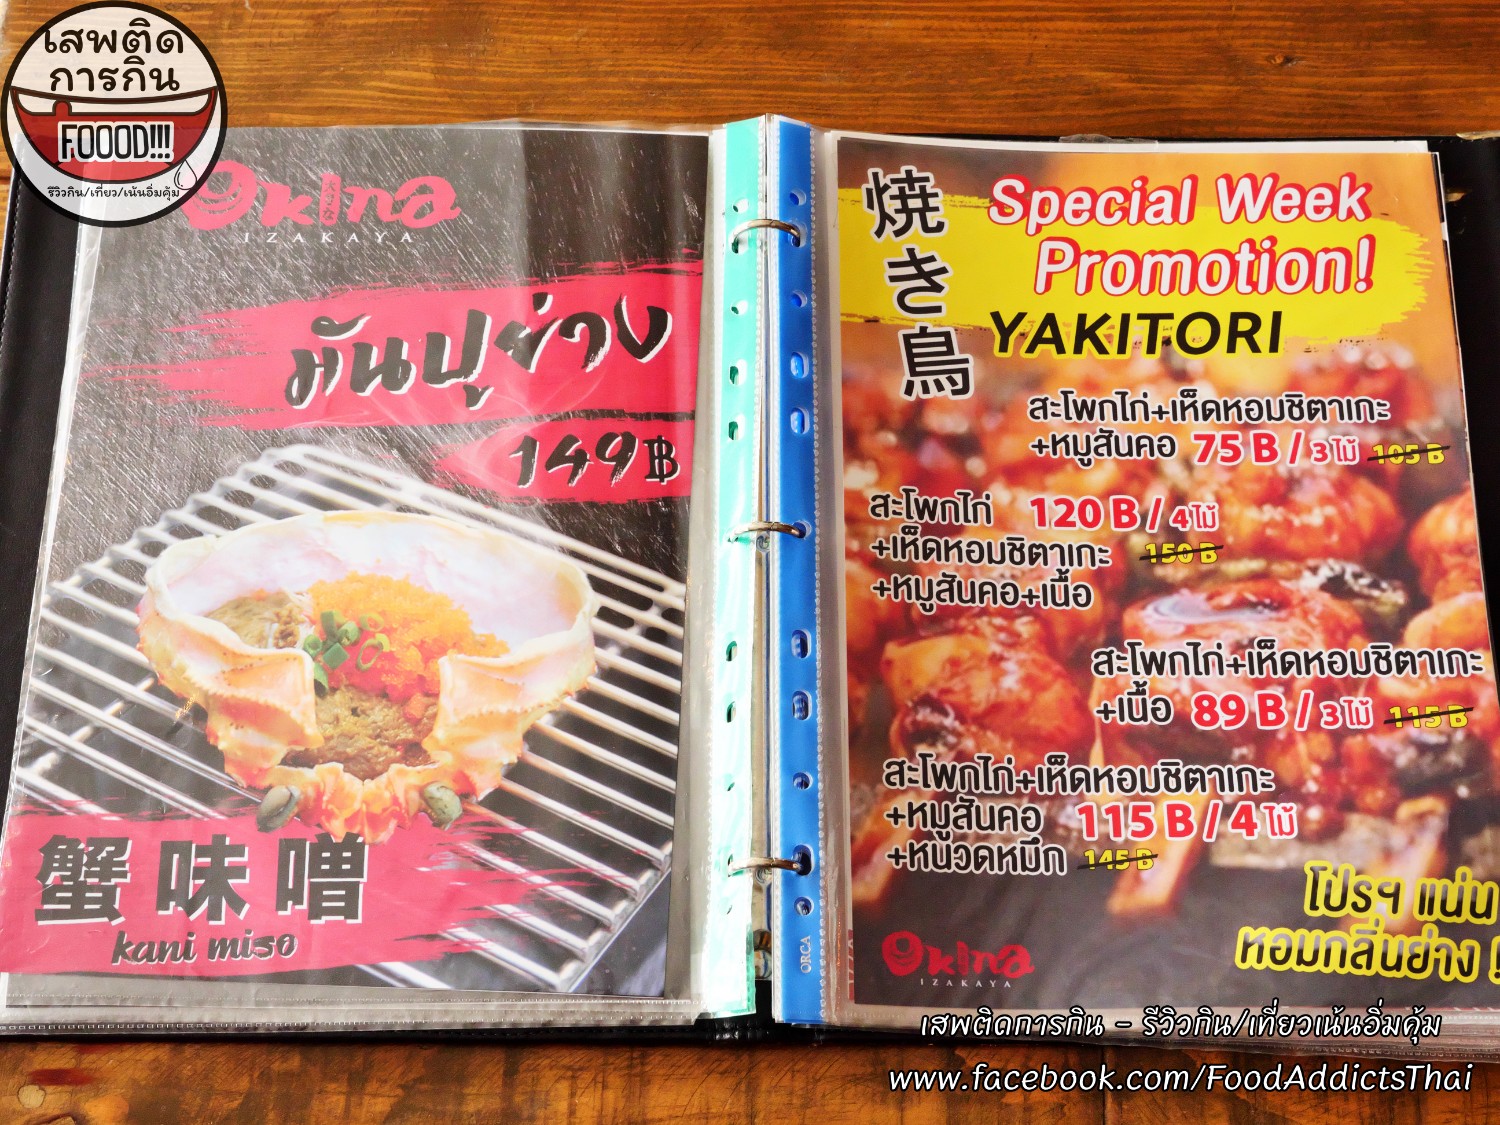 เสพติด
การกิน
FOOOD!!!
รีวิวกิน/เที่ยว/เน้นอิ่มคุ้ม
Okina
IZAKAYA
มันปูย่าง
149฿
蟹味噌
kani miso
焼き鳥
Special Week
Promotion!
YAKITORI
สะโพกไก่+เห็ดหอมชิตาเกะ
+หมูสันคอ 75 B / 3ไม้ 105 B
สะโพกไก่ 120 B / 4ไม้
+เห็ดหอมชิตาเกะ 150 B
+หมูสันคอ+เนื้อ
สะโพกไก่+เห็ดหอมชิตาเกะ
+เนื้อ 89 B / 3ไม้ 115 B
สะโพกไก่+เห็ดหอมชิตาเกะ
+หมูสันคอ 115 B / 4ไม้
+หนวดหมึก 145 B
โปรฯ แน่น
หอมกลิ่นย่าง !
Okina
IZAKAYA
ORCA
เสพติดการกิน - รีวิวกิน/เที่ยวเน้นอิ่มคุ้ม
www.facebook.com/FoodAddictsThai